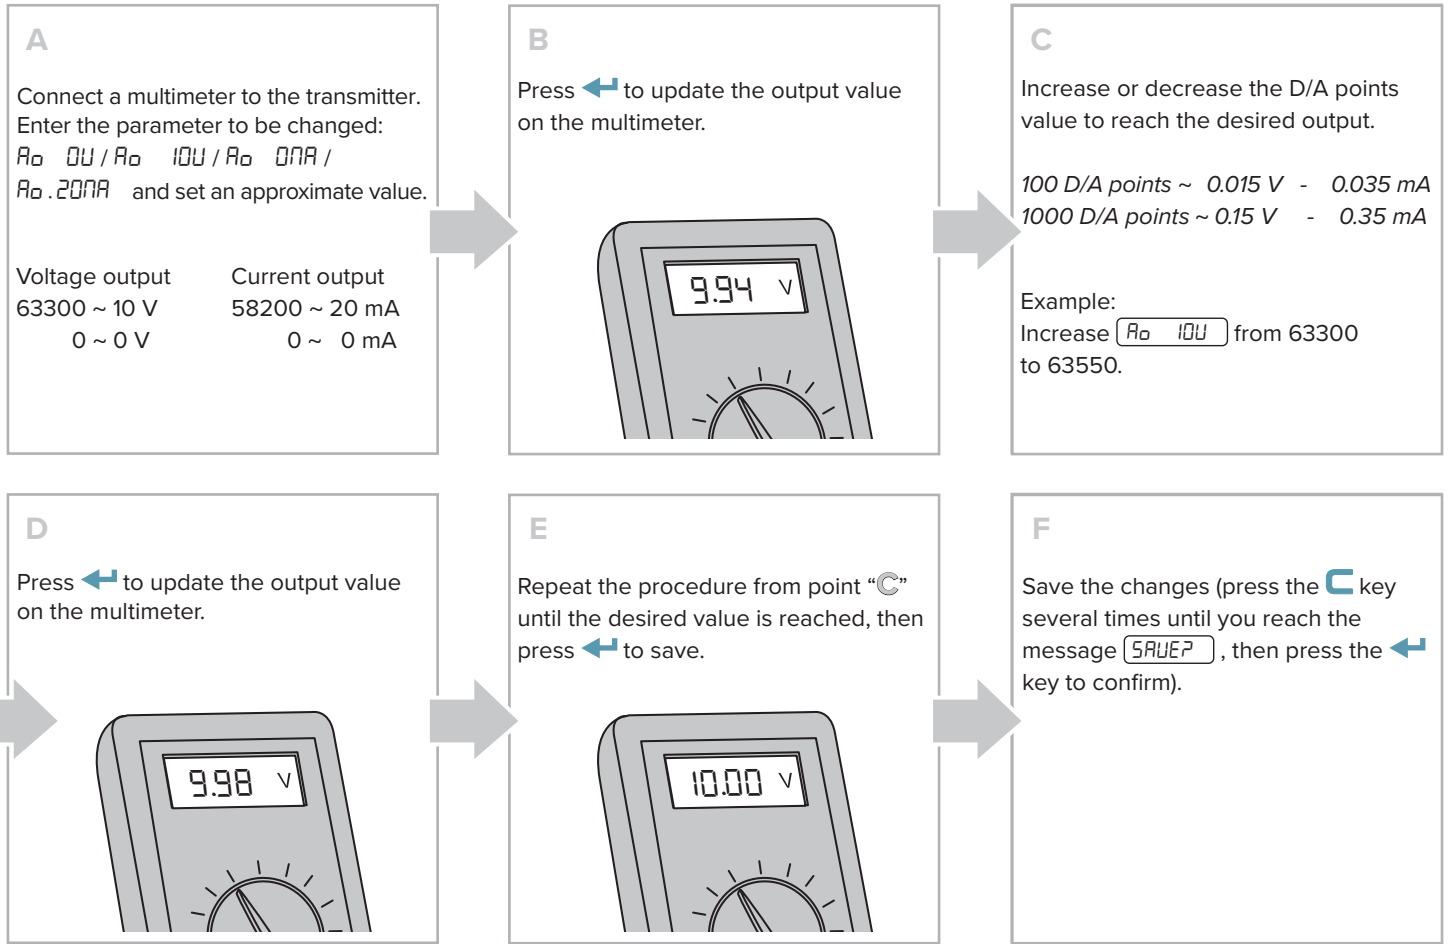 A
Connect a multimeter to the transmitter.
Enter the parameter to be changed:
Ao 0V / Ao 10V / Ao 0mA /
Ao.20mA and set an approximate value.
Voltage output
63300 ~ 10 V
0 ~ 0 V
Current output
58200 ~ 20 mA
0 ~ 0 mA
B
Press to update the output value
on the multimeter.
9.94 V
C
Increase or decrease the D/A points
value to reach the desired output.
100 D/A points ~ 0.015 V - 0.035 mA
1000 D/A points ~ 0.15 V - 0.35 mA
Example:
Increase Ao 10V from 63300
to 63550.
D
Press to update the output value
on the multimeter.
9.98 V
E
Repeat the procedure from point “C”
until the desired value is reached, then
press to save.
10.00 V
F
Save the changes (press the C key
several times until you reach the
message SAVE? , then press the
key to confirm).